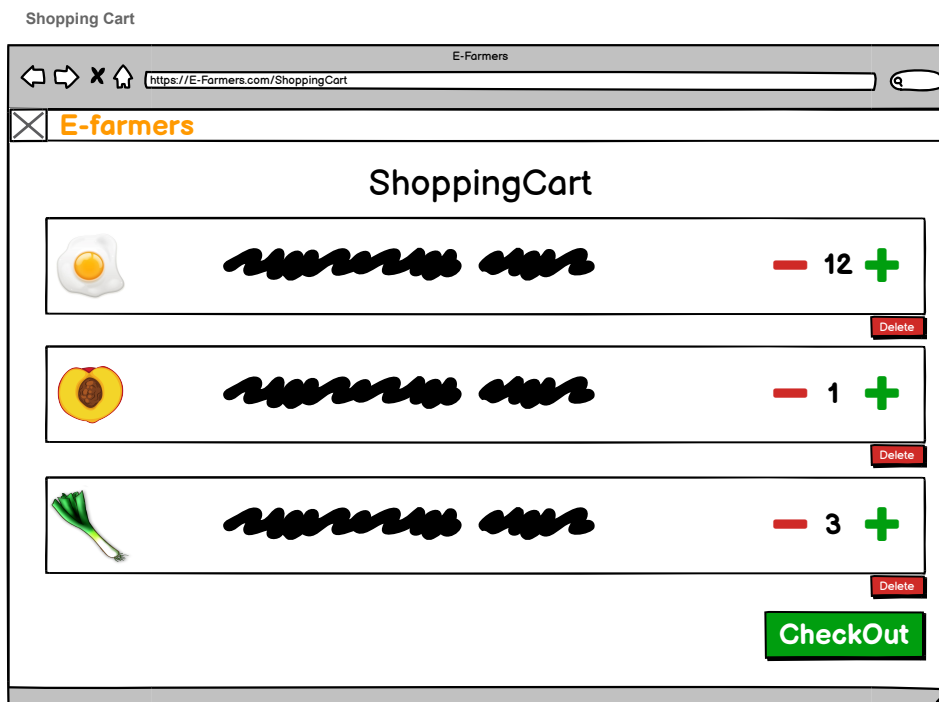 Shopping Cart
E-Farmers
https://E-Farmers.com/ShoppingCart
E-farmers
ShoppingCart
12
Delete
1
Delete
3
Delete
CheckOut